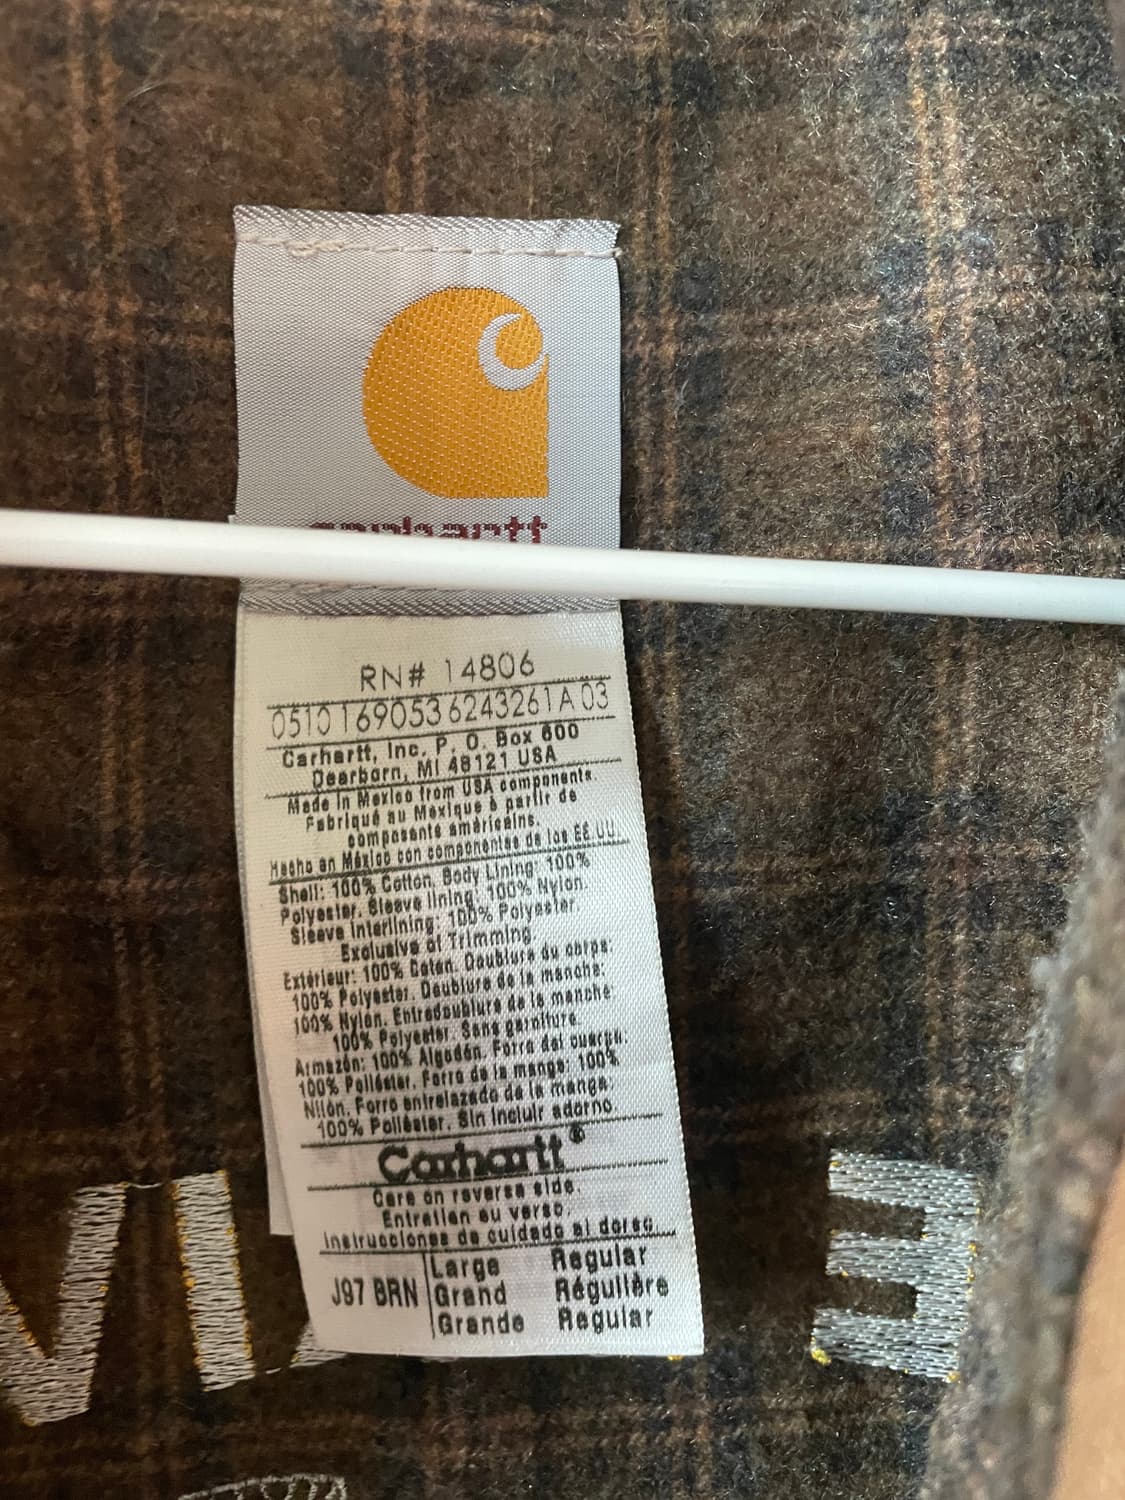 carhartt
RN# 14806
0510169053 6243261A 03
Carhartt, Inc. P. O. Box 600
Dearborn, MI 48121 USA
Made in Mexico from USA components.
Fabriqué au Mexique à partir de
composants américains.
Hecho en México con componentes de los EE.UU.
Shell: 100% Cotton. Body Lining: 100%
Polyester. Sleeve lining: 100% Nylon.
Sleeve Interlining: 100% Polyester.
Exclusive of Trimming
Extérieur: 100% Coton. Doublure du corps:
100% Polyester. Doublure de la manche:
100% Nylon. Entredoublure de la manche:
100% Polyester. Sans garniture.
Armazón: 100% Algodón. Forro del cuerpo:
100% Poliéster. Forro de la manga: 100%
Nilón. Forro entrelazado de la manga:
100% Poliéster. Sin incluir adorno.
Carhartt®
Care on reverse side.
Entretien au verso.
Instrucciones de cuidado al dorso.
J97 BRN
Large Regular
Grand Régulière
Grande Regular